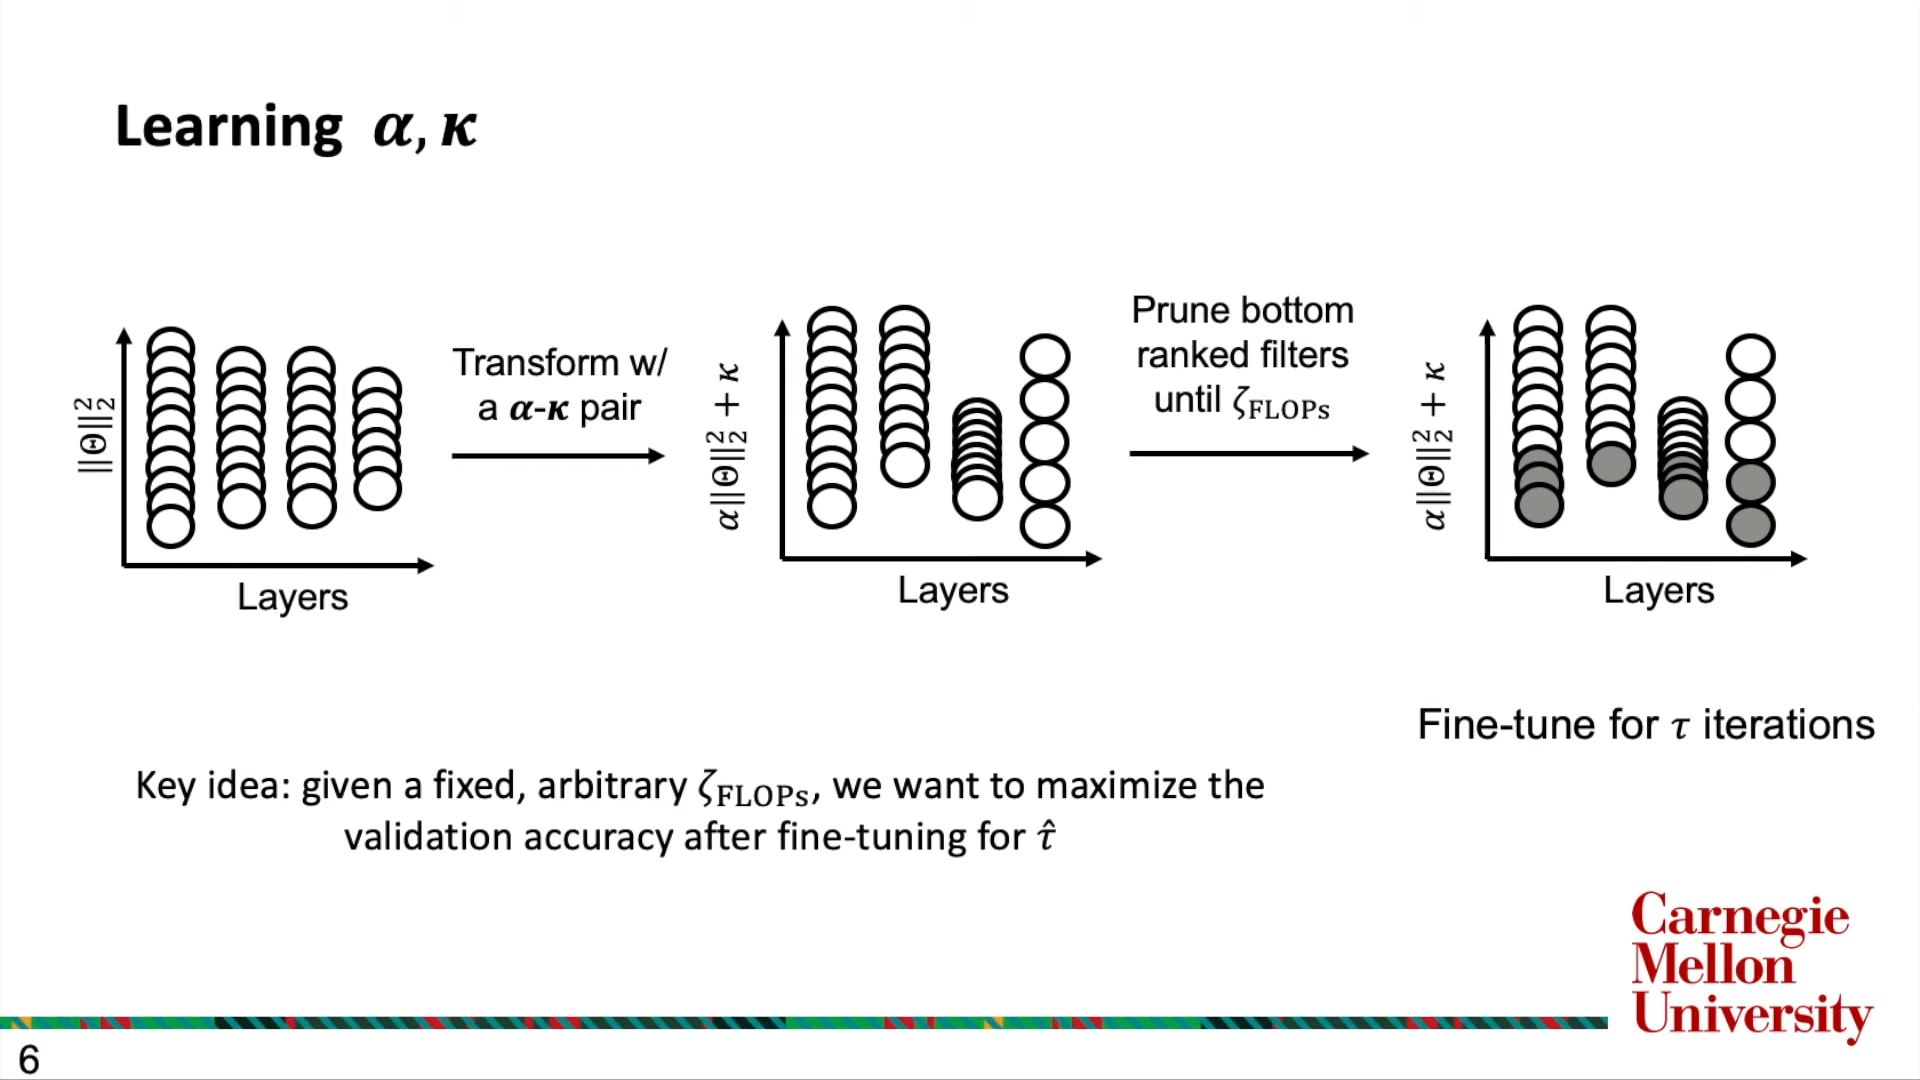 Learning α, κ
‖Θ‖₂²
Layers
Transform w/
a α-κ pair
α‖Θ‖₂² + κ
Layers
Prune bottom
ranked filters
until ζ_FLOPs
α‖Θ‖₂² + κ
Layers
Fine-tune for τ iterations
Key idea: given a fixed, arbitrary ζ_FLOPs, we want to maximize the
validation accuracy after fine-tuning for τ̂
Carnegie
Mellon
University
6